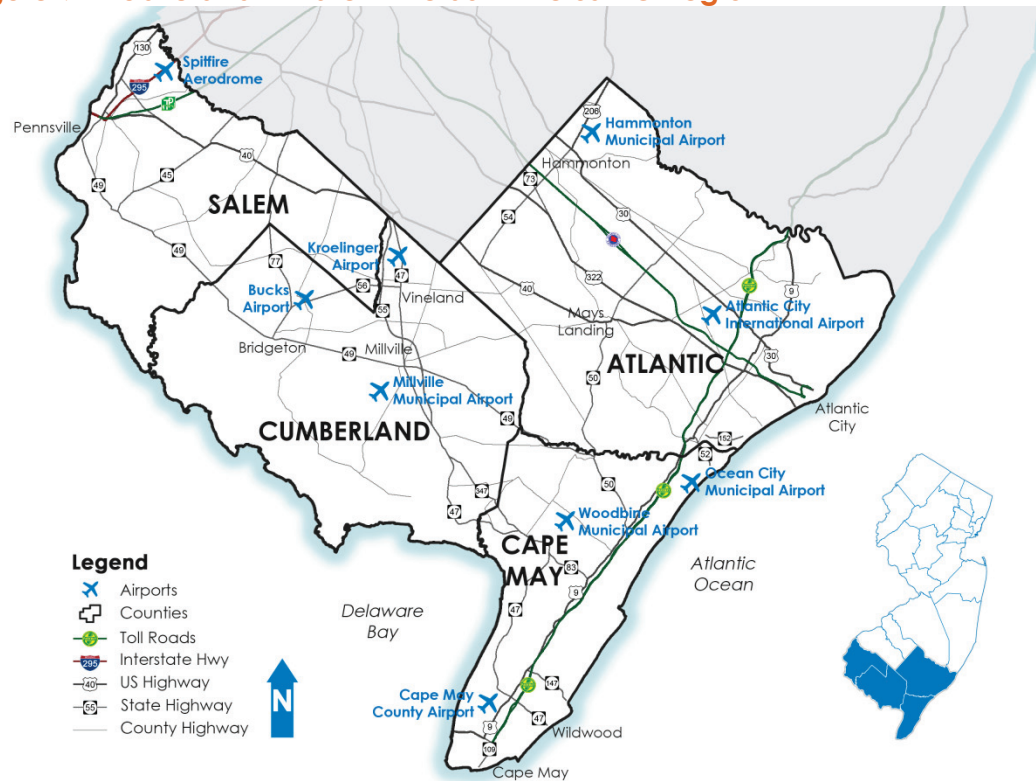 130
Spitfire
Aerodrome
295
Pennsville
40
49
45
SALEM
49
77
Kroelinger
Airport
47
56
Vineland
Bucks
Airport
55
Bridgeton
49
Millville
Millville
Municipal Airport
49
CUMBERLAND
347
47
206
Hammonton
Municipal Airport
Hammonton
73
54
30
322
40
9
Mays
Landing
Atlantic City
International Airport
30
ATLANTIC
50
Atlantic
City
152
52
Ocean City
Municipal Airport
50
Woodbine
Municipal Airport
CAPE
MAY
83
9
47
Atlantic
Ocean
Delaware
Bay
147
Cape May
County Airport
47
9
Wildwood
109
Cape May
Legend
Airports
Counties
Toll Roads
295
Interstate Hwy
40
US Highway
55
State Highway
County Highway
N